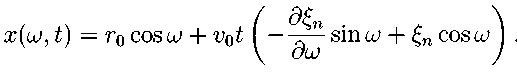 x(ω, t) = r₀ cos ω + v₀t ( −∂ξₙ/∂ω sin ω + ξₙ cos ω ) .